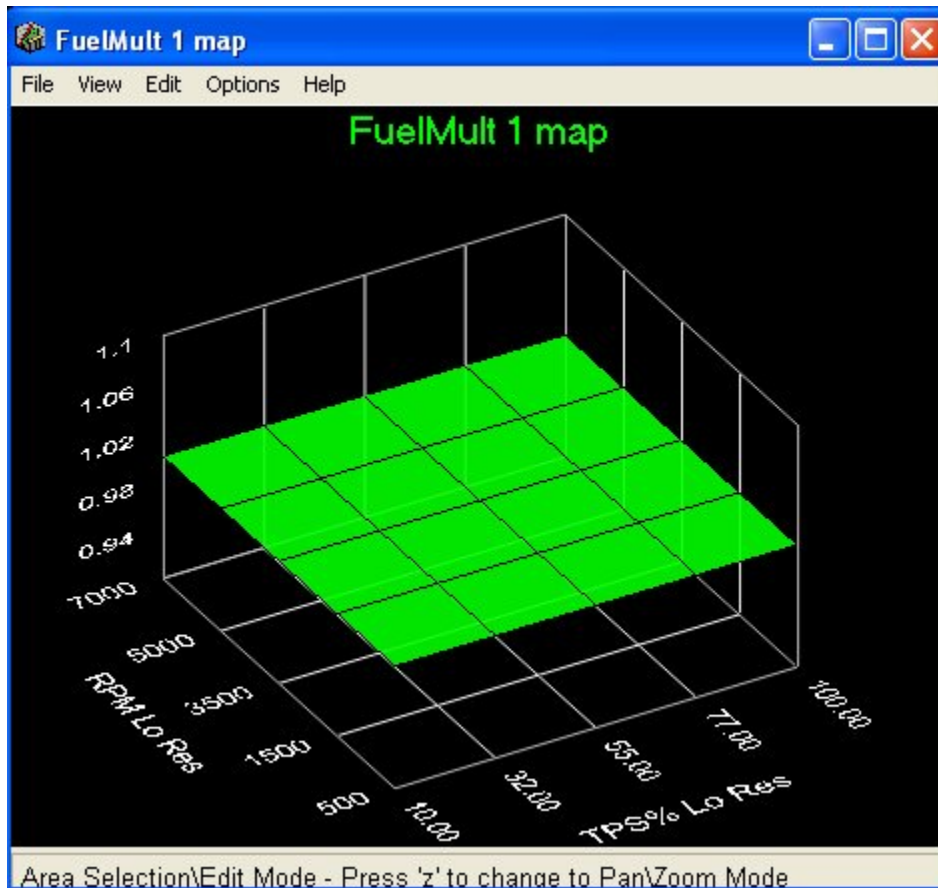 FuelMult 1 map
File View Edit Options Help
FuelMult 1 map
1.1
1.06
1.02
0.98
0.94
7000
5000
3500
1500
500
RPM Lo Res
10.00
32.00
55.00
77.00
100.00
TPS% Lo Res
Area Selection\Edit Mode - Press 'z' to change to Pan\Zoom Mode